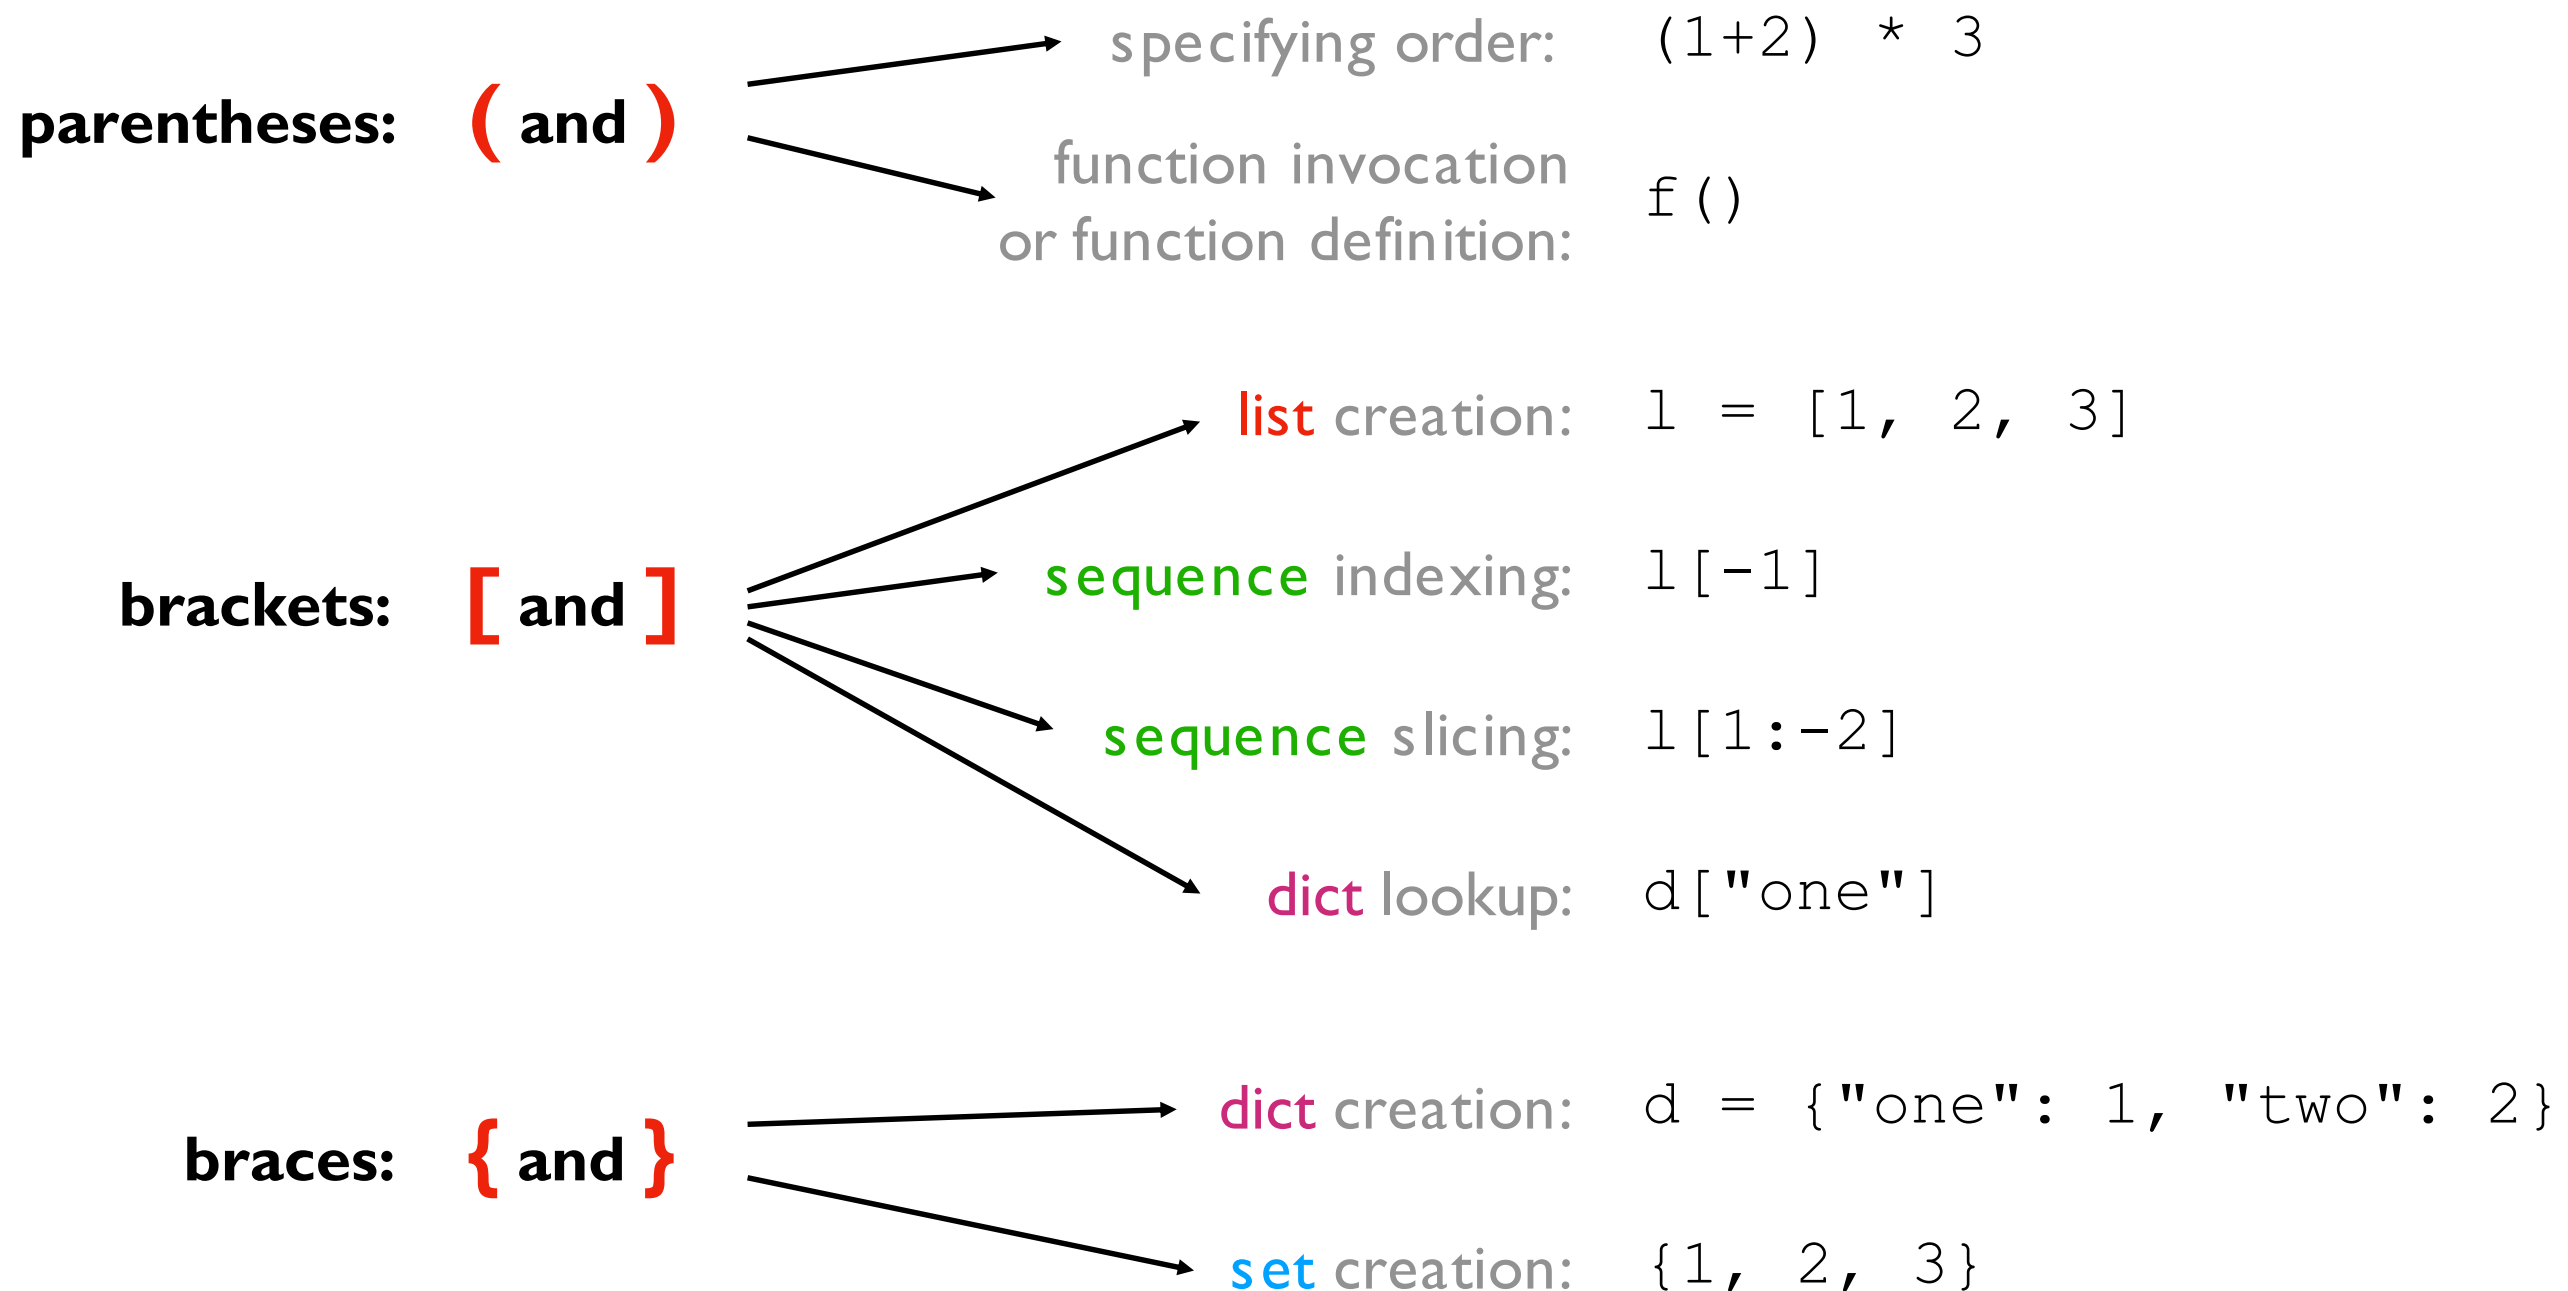 parentheses: ( and )
specifying order: (1+2) * 3
function invocation
or function definition: f()
brackets: [ and ]
list creation: l = [1, 2, 3]
sequence indexing: l[-1]
sequence slicing: l[1:-2]
dict lookup: d["one"]
braces: { and }
dict creation: d = {"one": 1, "two": 2}
set creation: {1, 2, 3}